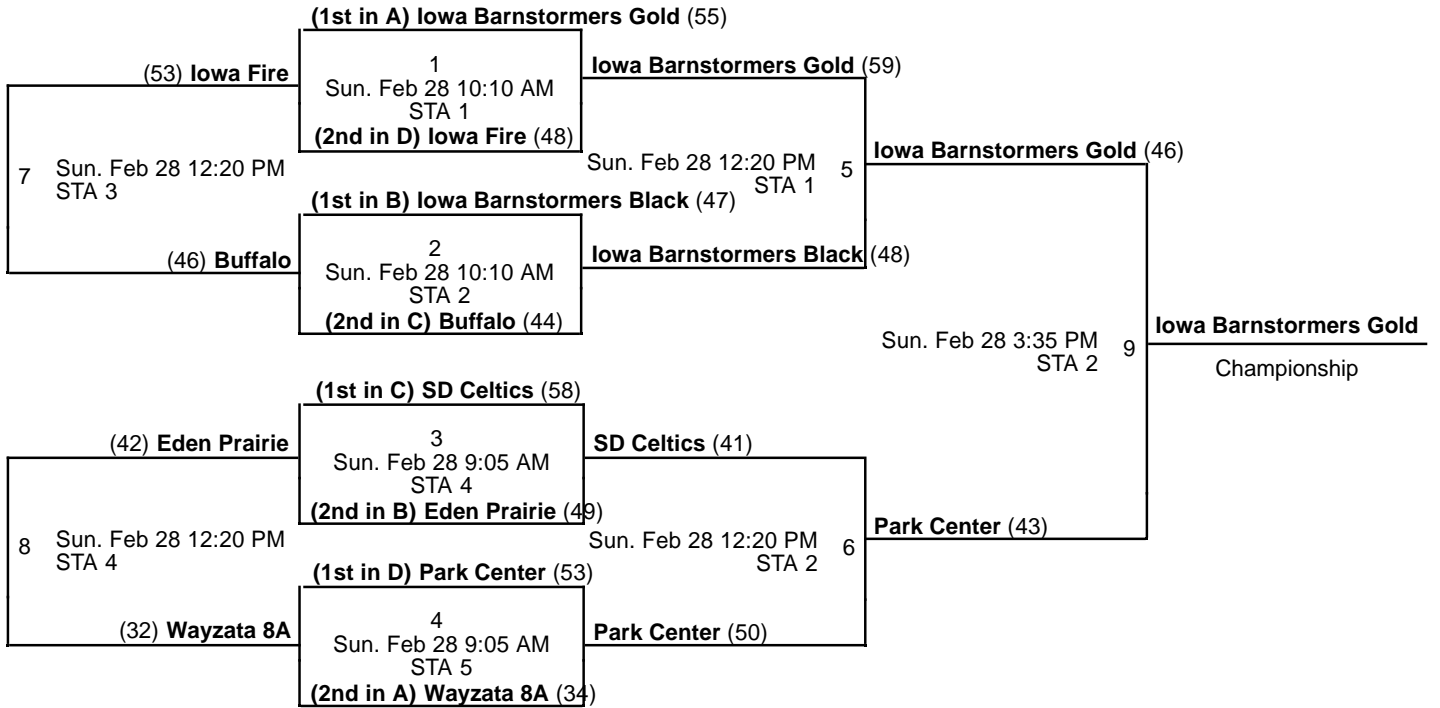 (1st in A) Iowa Barnstormers Gold (55)
(53) Iowa Fire
1
Sun. Feb 28 10:10 AM
STA 1
(2nd in D) Iowa Fire (48)
Iowa Barnstormers Gold (59)
7
Sun. Feb 28 12:20 PM
STA 3
Sun. Feb 28 12:20 PM
STA 1
5
Iowa Barnstormers Gold (46)
(1st in B) Iowa Barnstormers Black (47)
(46) Buffalo
2
Sun. Feb 28 10:10 AM
STA 2
(2nd in C) Buffalo (44)
Iowa Barnstormers Black (48)
Sun. Feb 28 3:35 PM
STA 2
9
Iowa Barnstormers Gold
Championship
(1st in C) SD Celtics (58)
(42) Eden Prairie
3
Sun. Feb 28 9:05 AM
STA 4
(2nd in B) Eden Prairie (49)
SD Celtics (41)
8
Sun. Feb 28 12:20 PM
STA 4
Sun. Feb 28 12:20 PM
STA 2
6
Park Center (43)
(1st in D) Park Center (53)
(32) Wayzata 8A
4
Sun. Feb 28 9:05 AM
STA 5
(2nd in A) Wayzata 8A (34)
Park Center (50)